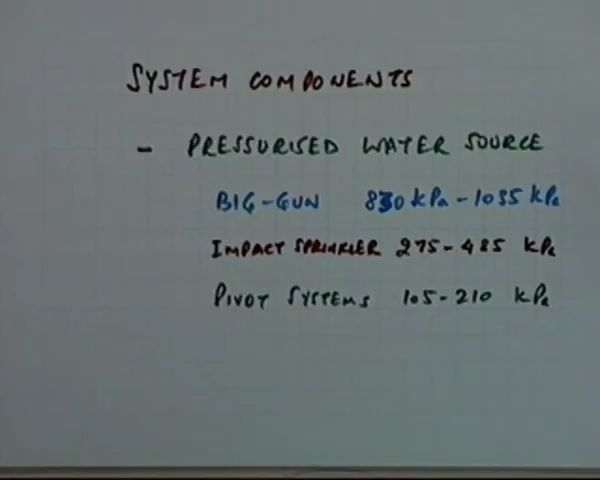 SYSTEM COMPONENTS
- PRESSURISED WATER SOURCE
BIG-GUN 830 kPa - 1035 kPa
IMPACT SPRINKLER 275-485 kPa
PIVOT SYSTEMS 105-210 kPa